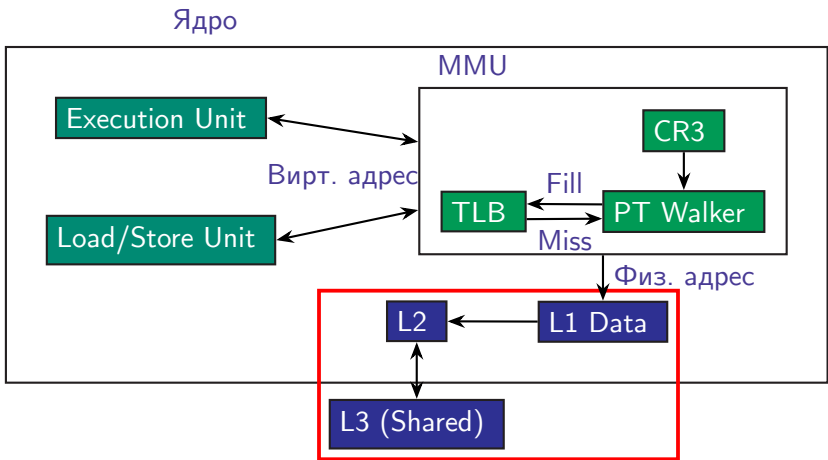 Ядро
MMU
Execution Unit
CR3
Вирт. адрес
Fill
TLB
PT Walker
Load/Store Unit
Miss
Физ. адрес
L2
L1 Data
L3 (Shared)